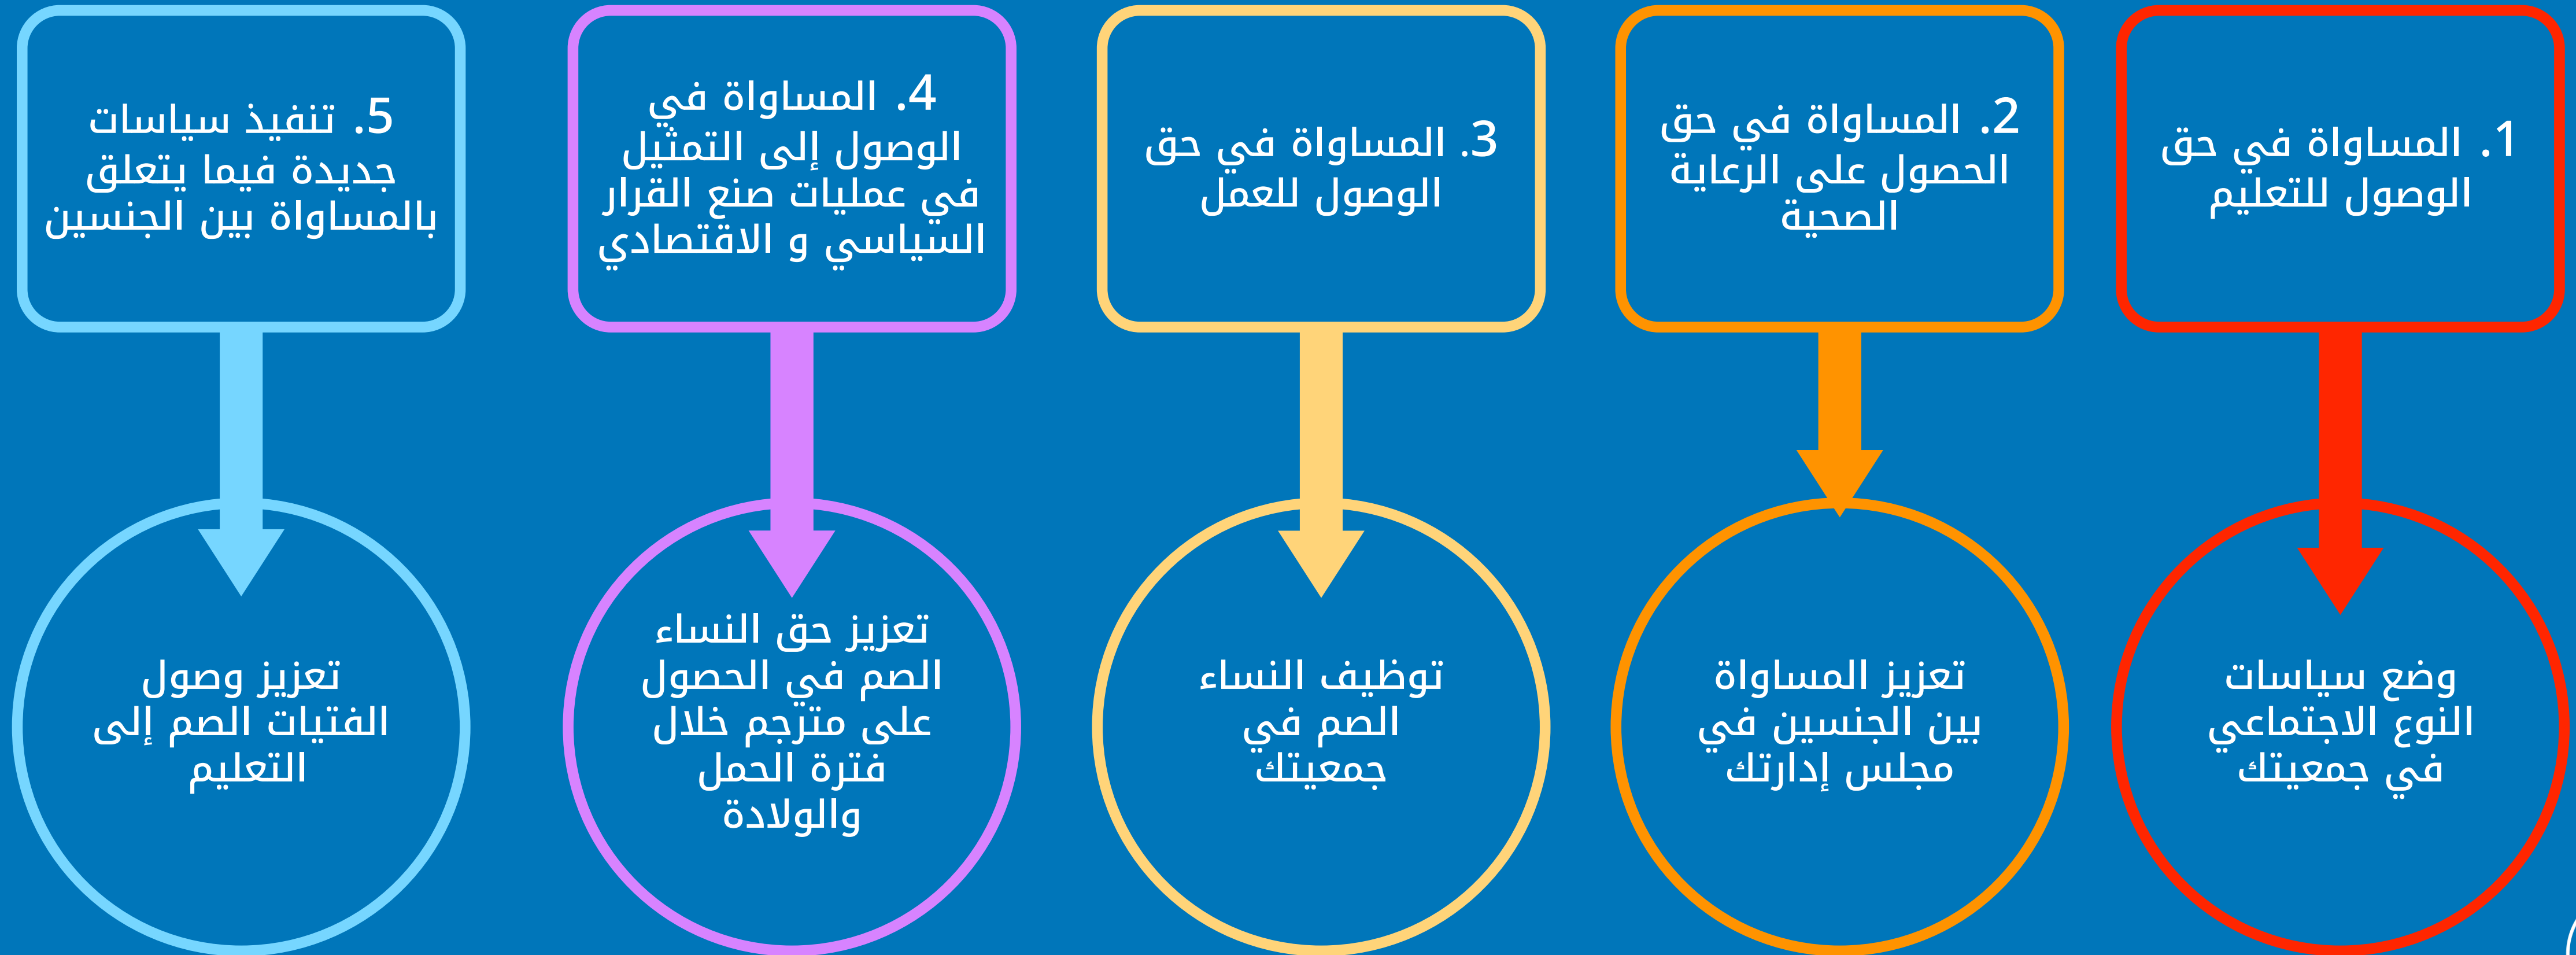 1. المساواة في حق
الوصول للتعليم
2. المساواة في حق
الحصول على الرعاية
الصحية
3. المساواة في حق
الوصول للعمل
4. المساواة في
الوصول إلى التمثيل
في عمليات صنع القرار
السياسي و الاقتصادي
5. تنفيذ سياسات
جديدة فيما يتعلق
بالمساواة بين الجنسين
وضع سياسات
النوع الاجتماعي
في جمعيتك
تعزيز المساواة
بين الجنسين في
مجلس إدارتك
توظيف النساء
الصم في
جمعيتك
تعزيز حق النساء
الصم في الحصول
على مترجم خلال
فترة الحمل
والولادة
تعزيز وصول
الفتيات الصم إلى
التعليم